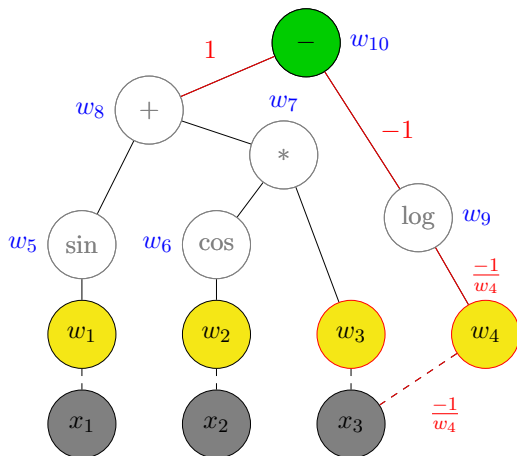 − w₁₀
1
w₈ + w₇
* −1
w₅ sin w₆ cos log w₉
-1/w₄
w₁ w₂ w₃ w₄
x₁ x₂ x₃ -1/w₄